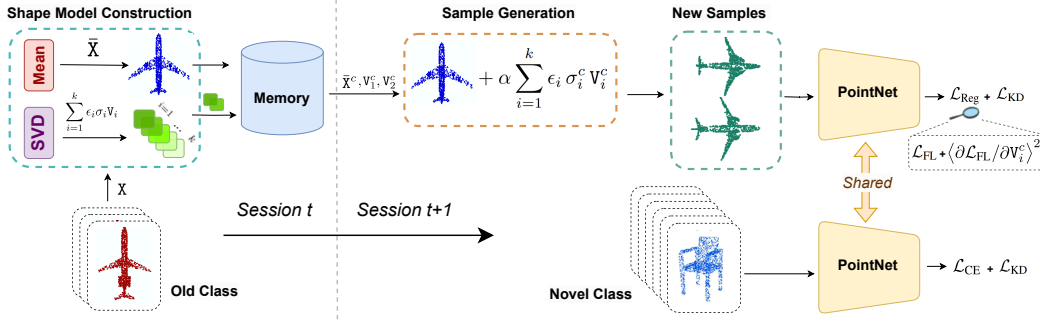 Shape Model Construction
Sample Generation
New Samples
Mean
X̄
SVD
∑_{i=1}^{k} ϵ_i σ_i V_i
i=1
...
k
Memory
X̄^c, V_1^c, V_2^c
+ α ∑_{i=1}^{k} ϵ_i σ_i^c V_i^c
PointNet
ℒ_Reg + ℒ_KD
ℒ_FL + ⟨∂ℒ_FL/∂V_i^c⟩^2
X
Session t
Session t+1
Shared
Old Class
Novel Class
PointNet
ℒ_CE + ℒ_KD